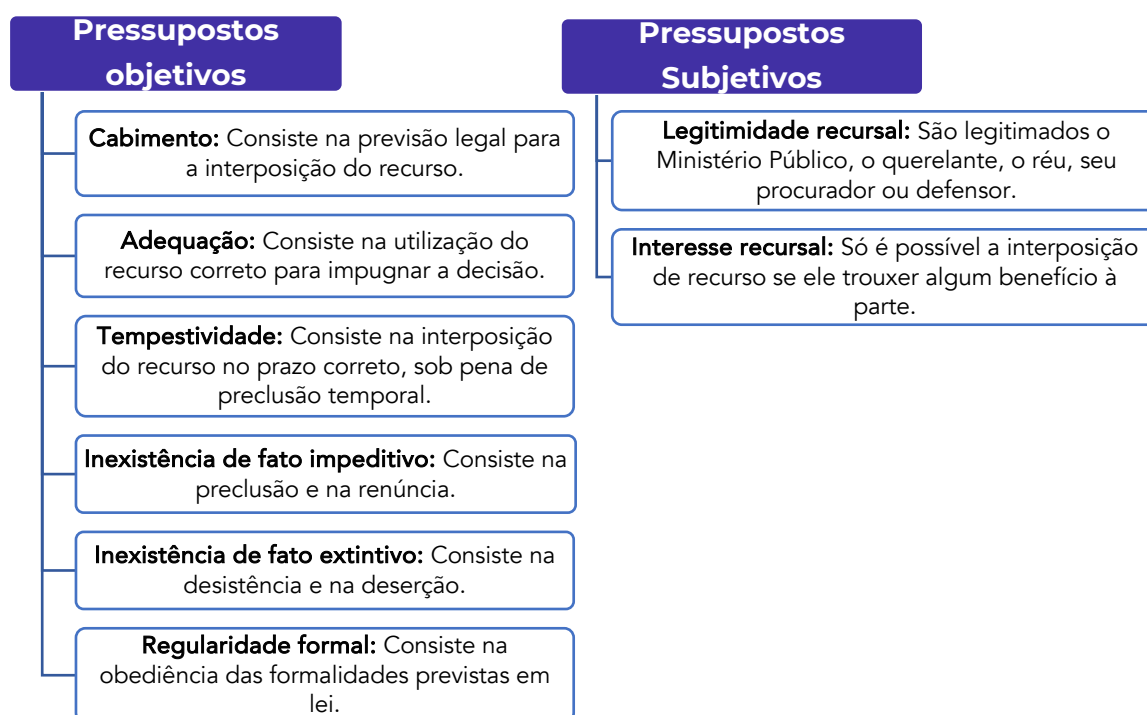 Pressupostos
objetivos
Cabimento: Consiste na previsão legal para
a interposição do recurso.
Adequação: Consiste na utilização do
recurso correto para impugnar a decisão.
Tempestividade: Consiste na interposição
do recurso no prazo correto, sob pena de
preclusão temporal.
Inexistência de fato impeditivo: Consiste na
preclusão e na renúncia.
Inexistência de fato extintivo: Consiste na
desistência e na deserção.
Regularidade formal: Consiste na
obediência das formalidades previstas em
lei.
Pressupostos
Subjetivos
Legitimidade recursal: São legitimados o
Ministério Público, o querelante, o réu, seu
procurador ou defensor.
Interesse recursal: Só é possível a interposição
de recurso se ele trouxer algum benefício à
parte.